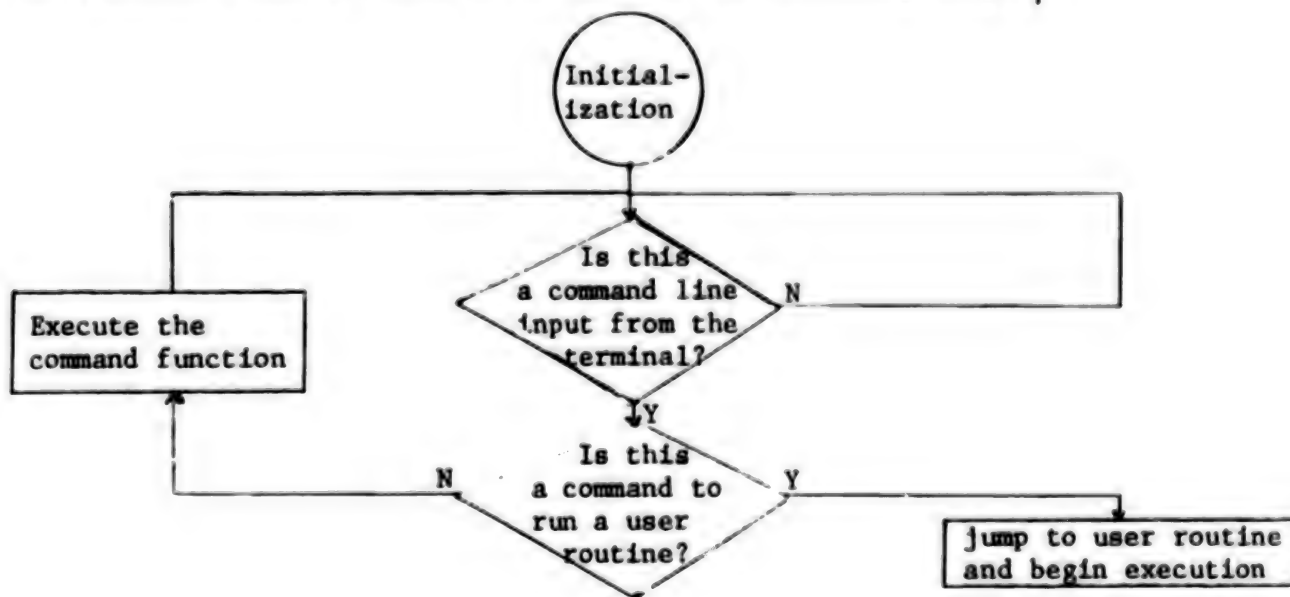 Initial-
ization
Is this
a command line
input from the
terminal?
N
Execute the
command function
Y
Is this
a command to
run a user
routine?
N
Y
jump to user routine
and begin execution